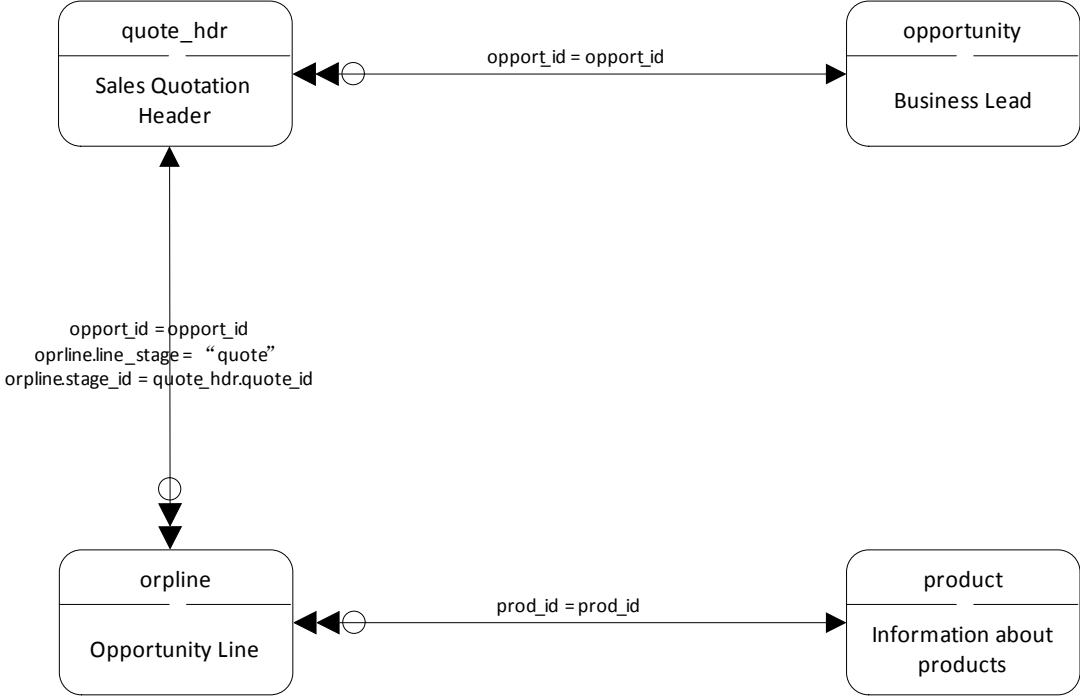 quote_hdr
Sales Quotation
Header
opport_id = opport_id
opportunity
Business Lead
opport_id = opport_id
oprline.line_stage = “quote”
orpline.stage_id = quote_hdr.quote_id
orpline
Opportunity Line
prod_id = prod_id
product
Information about
products